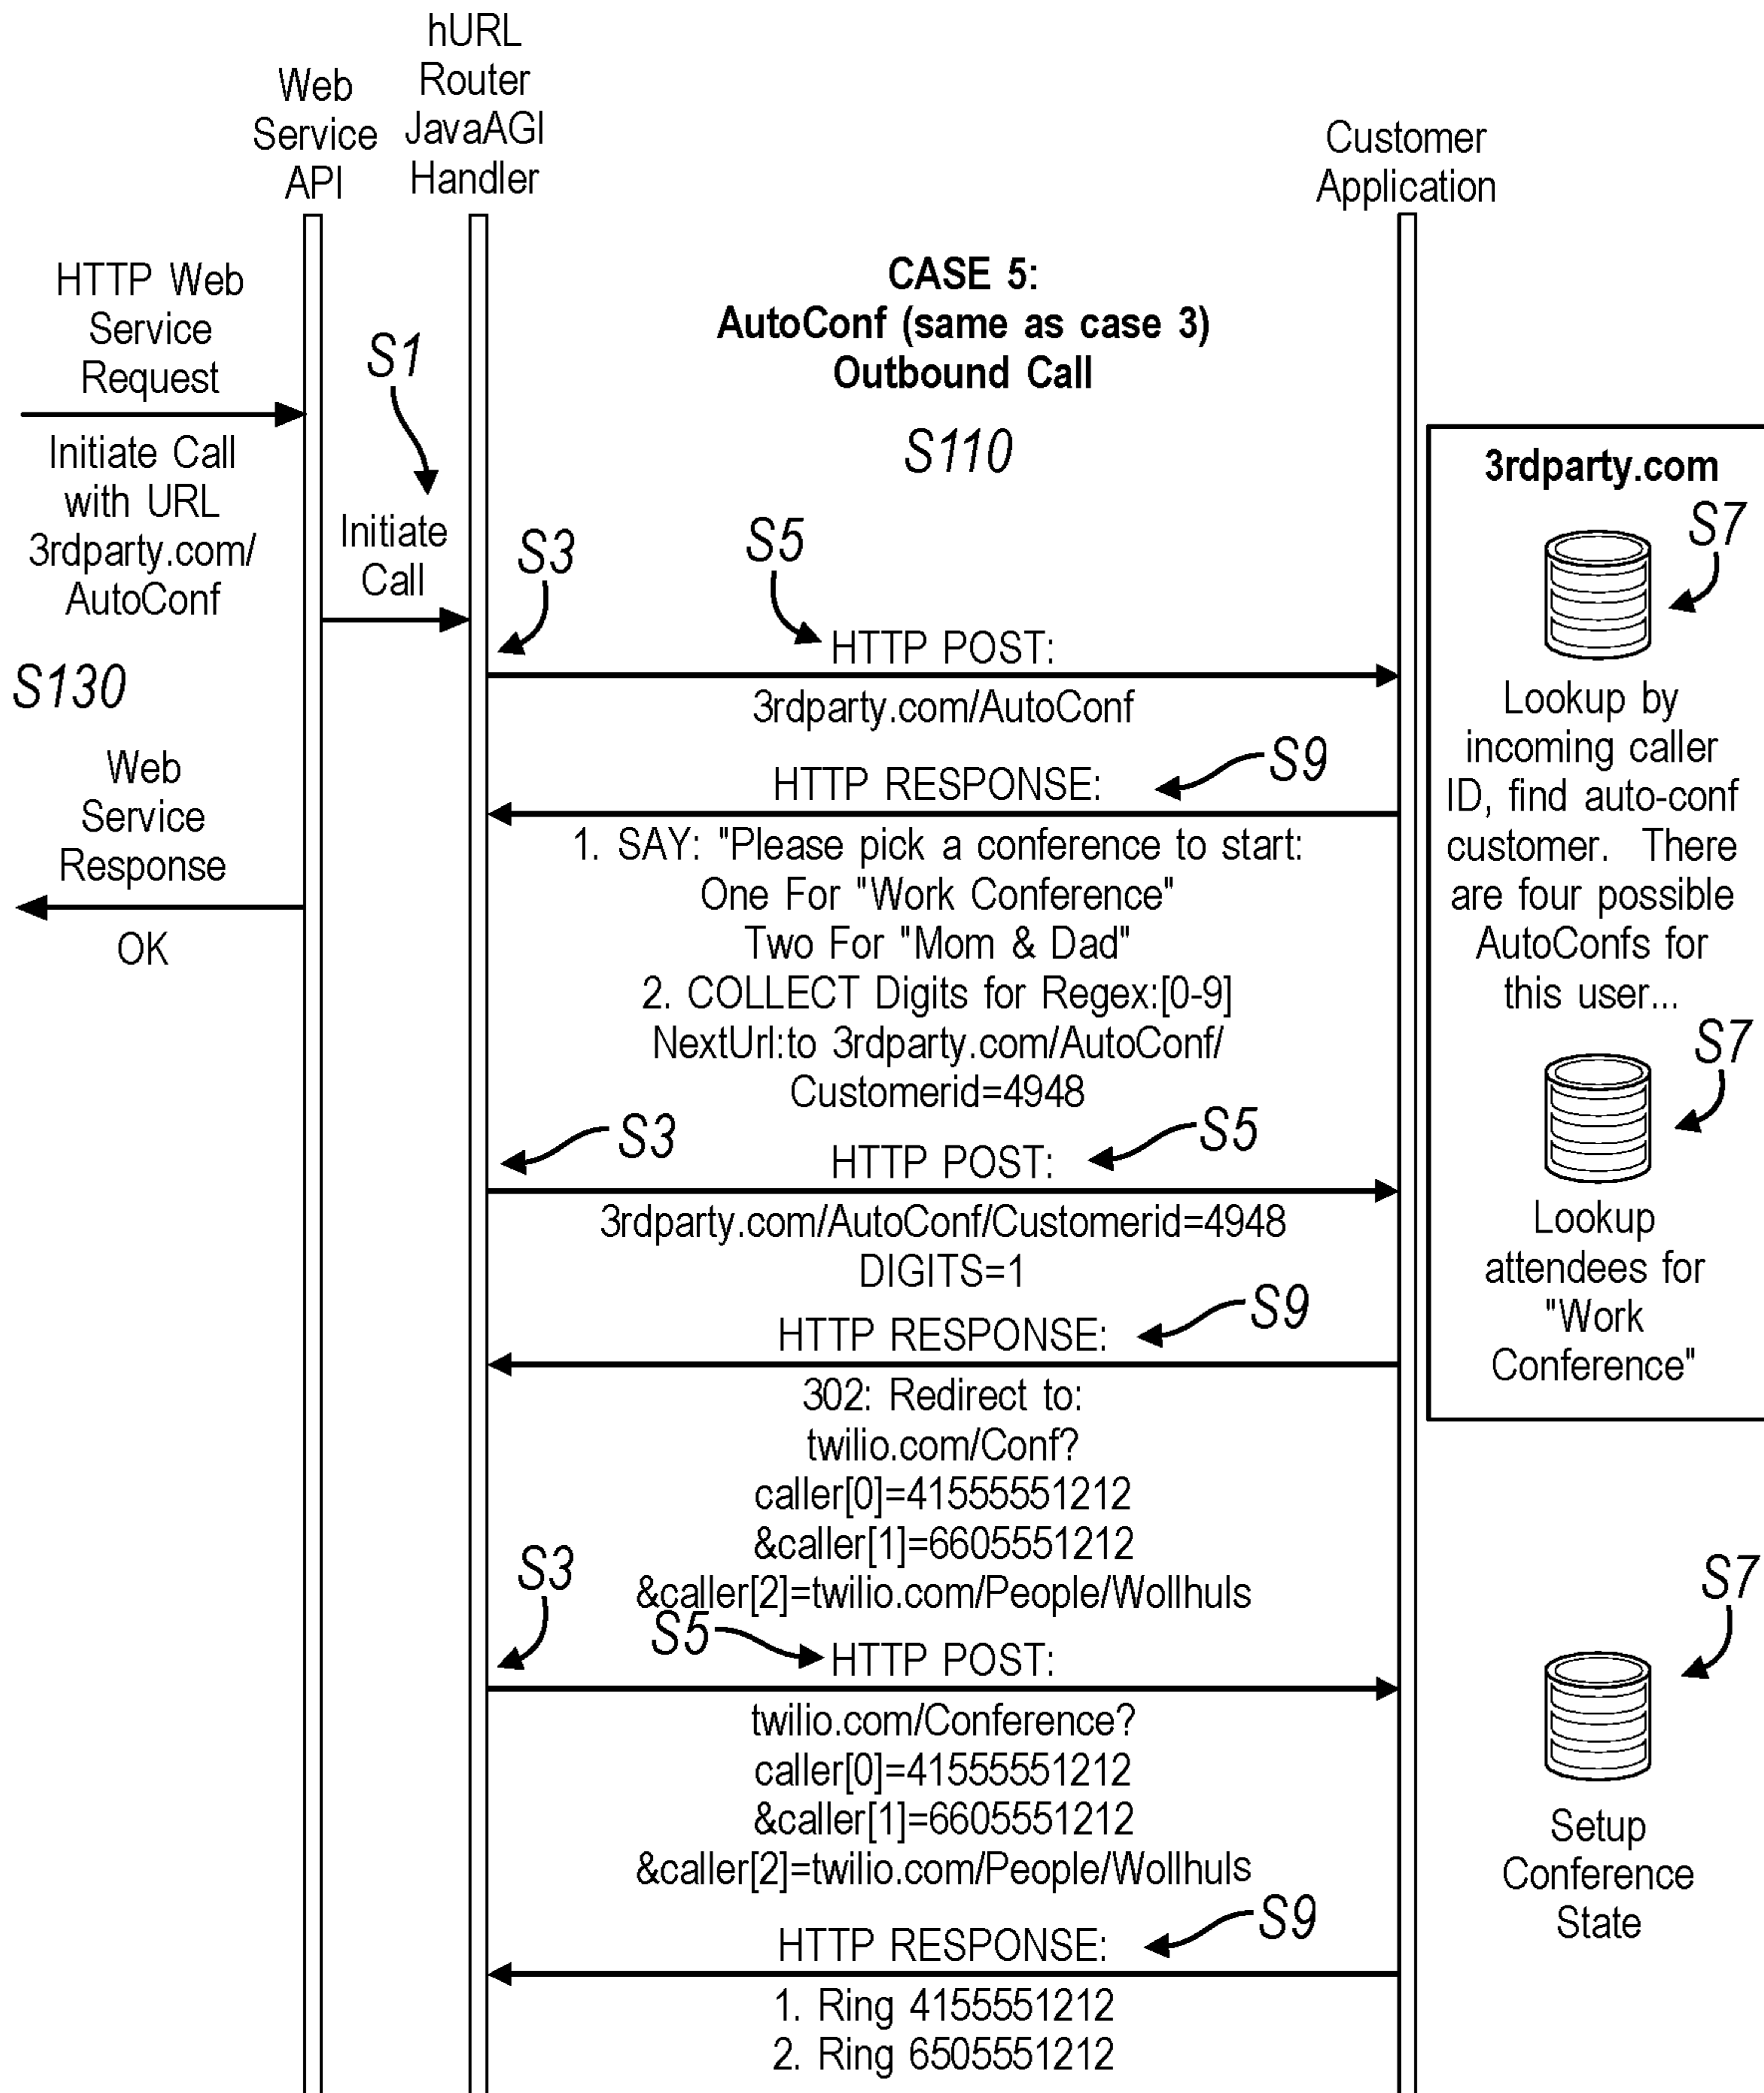 hURL
Router
JavaAGI
Handler
Web
Service
API
Customer
Application
HTTP Web
Service
Request
Initiate Call
with URL
3rdparty.com/
AutoConf
S130
Web
Service
Response
OK
S1
Initiate
Call
CASE 5:
AutoConf (same as case 3)
Outbound Call
S110
S3
S5
HTTP POST:
3rdparty.com/AutoConf
HTTP RESPONSE:
S9
1. SAY: "Please pick a conference to start:
One For "Work Conference"
Two For "Mom & Dad"
2. COLLECT Digits for Regex:[0-9]
NextUrl:to 3rdparty.com/AutoConf/
Customerid=4948
S3
HTTP POST:
S5
3rdparty.com/AutoConf/Customerid=4948
DIGITS=1
HTTP RESPONSE:
S9
302: Redirect to:
twilio.com/Conf?
caller[0]=41555551212
&caller[1]=6605551212
&caller[2]=twilio.com/People/Wollhuls
S3
S5
HTTP POST:
twilio.com/Conference?
caller[0]=41555551212
&caller[1]=6605551212
&caller[2]=twilio.com/People/Wollhuls
HTTP RESPONSE:
S9
1. Ring 4155551212
2. Ring 6505551212
3rdparty.com
S7
Lookup by
incoming caller
ID, find auto-conf
customer. There
are four possible
AutoConfs for
this user...
S7
Lookup
attendees for
"Work
Conference"
S7
Setup
Conference
State